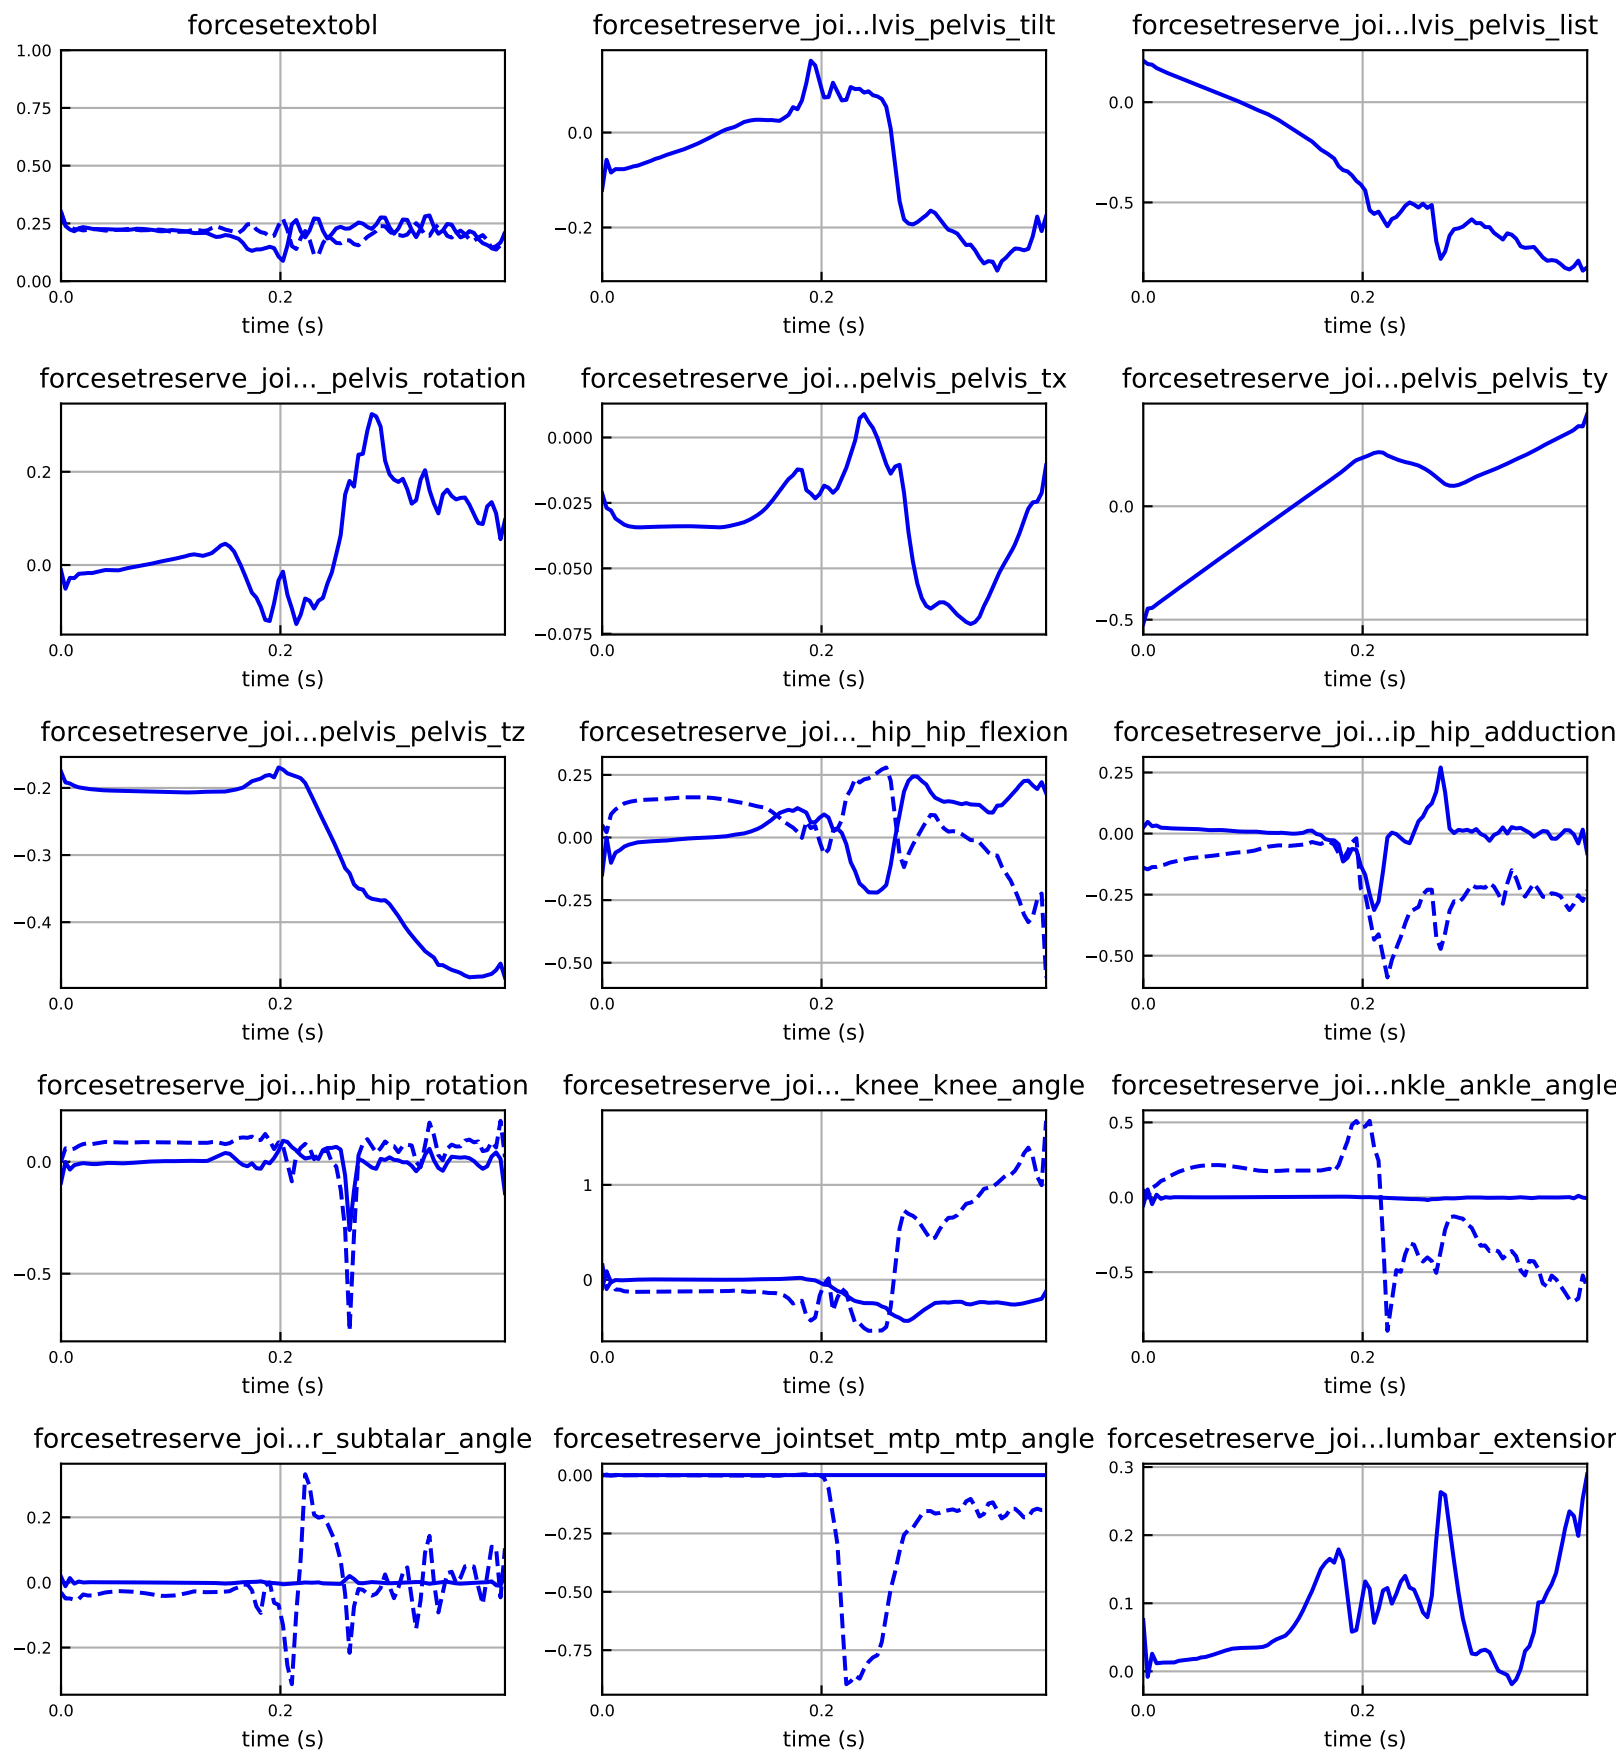 forcesetextobl
forcesetreserve_joi...lvis_pelvis_tilt
forcesetreserve_joi...lvis_pelvis_list
1.00
0.75
0.50
0.25
0.00
0.0
0.2
time (s)
0.0
−0.2
0.0
0.2
time (s)
0.0
−0.5
0.0
0.2
time (s)
forcesetreserve_joi..._pelvis_rotation
forcesetreserve_joi...pelvis_pelvis_tx
forcesetreserve_joi...pelvis_pelvis_ty
0.2
0.0
0.0
0.2
time (s)
0.000
−0.025
−0.050
−0.075
0.0
0.2
time (s)
0.0
−0.5
0.0
0.2
time (s)
forcesetreserve_joi...pelvis_pelvis_tz
forcesetreserve_joi..._hip_hip_flexion
forcesetreserve_joi...ip_hip_adduction
−0.2
−0.3
−0.4
0.0
0.2
time (s)
0.25
0.00
−0.25
−0.50
0.0
0.2
time (s)
0.25
0.00
−0.25
−0.50
0.0
0.2
time (s)
forcesetreserve_joi...hip_hip_rotation
forcesetreserve_joi..._knee_knee_angle
forcesetreserve_joi...nkle_ankle_angle
0.0
−0.5
0.0
0.2
time (s)
1
0
0.0
0.2
time (s)
0.5
0.0
−0.5
0.0
0.2
time (s)
forcesetreserve_joi...r_subtalar_angle
forcesetreserve_jointset_mtp_mtp_angle
forcesetreserve_joi...lumbar_extension
0.2
0.0
−0.2
0.0
0.2
time (s)
0.00
−0.25
−0.50
−0.75
0.0
0.2
time (s)
0.3
0.2
0.1
0.0
0.0
0.2
time (s)